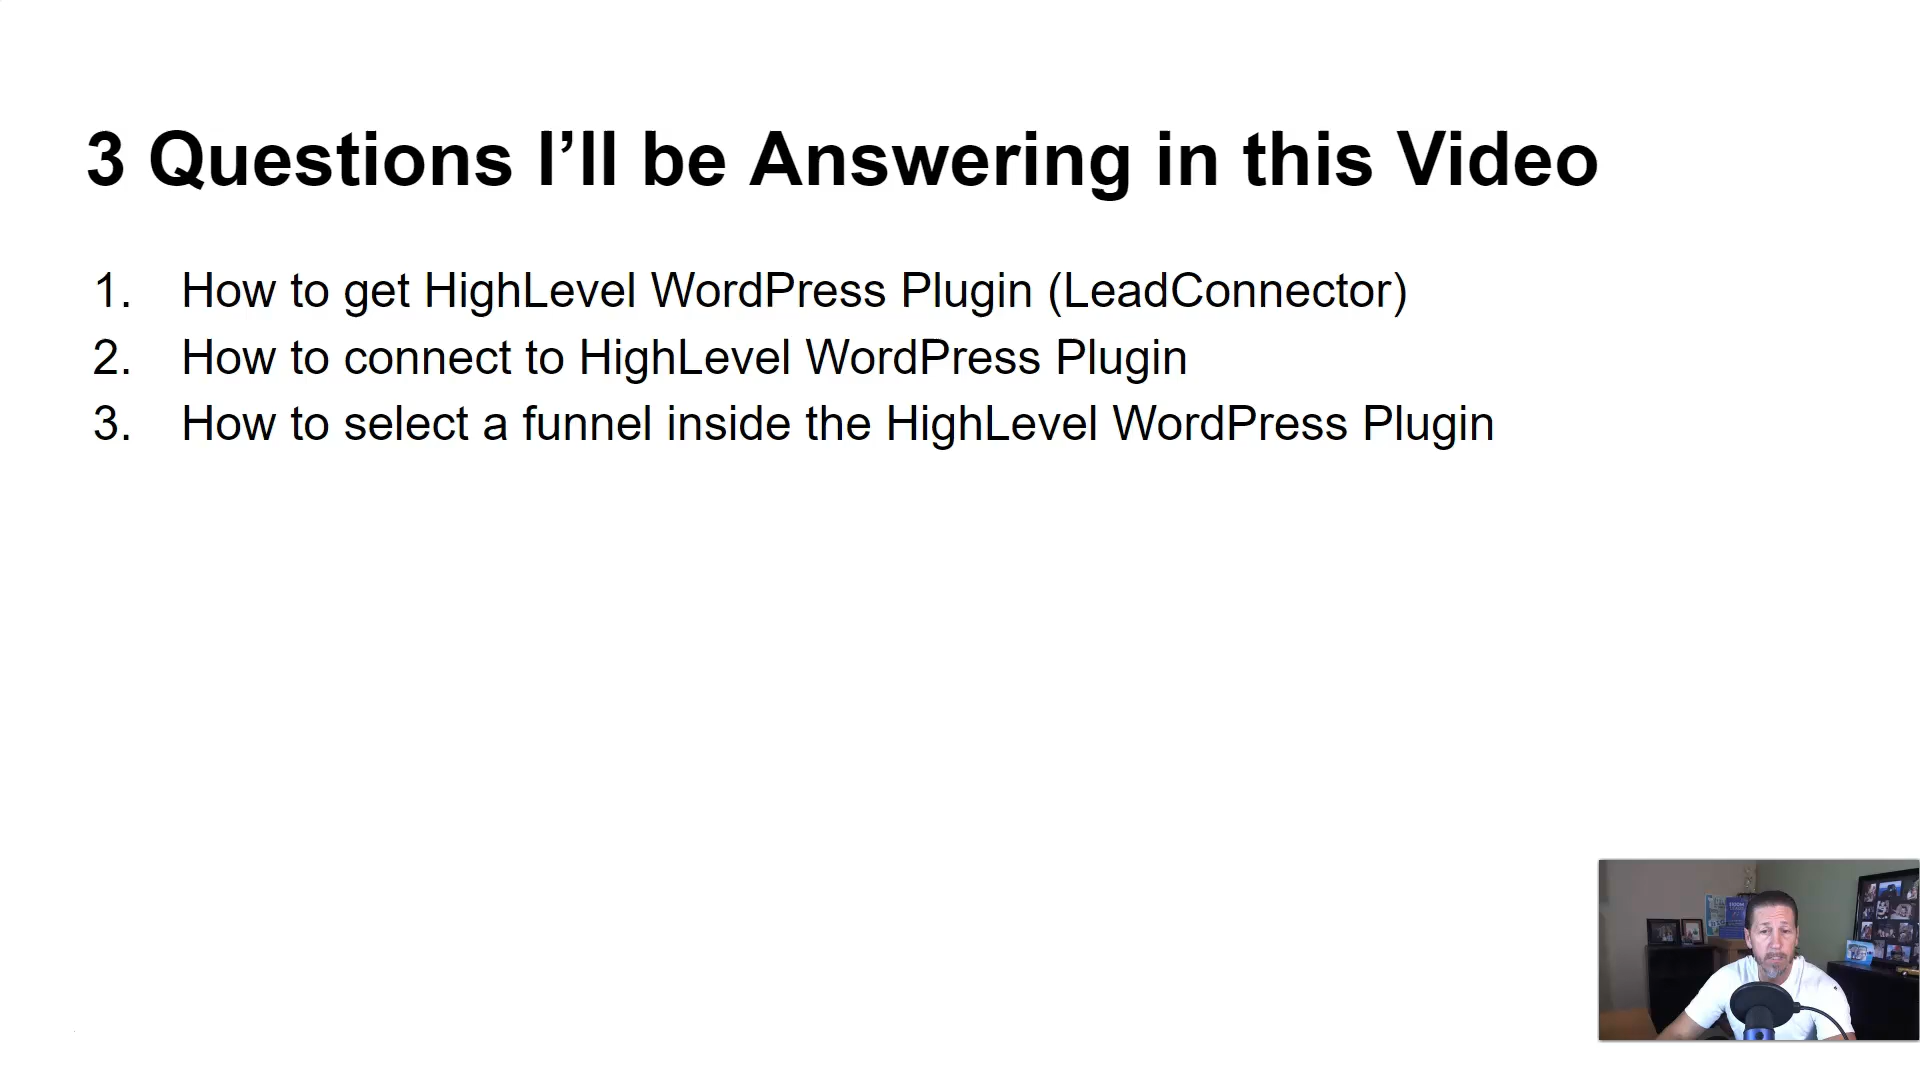 3 Questions I’ll be Answering in this Video
1. How to get HighLevel WordPress Plugin (LeadConnector)
2. How to connect to HighLevel WordPress Plugin
3. How to select a funnel inside the HighLevel WordPress Plugin